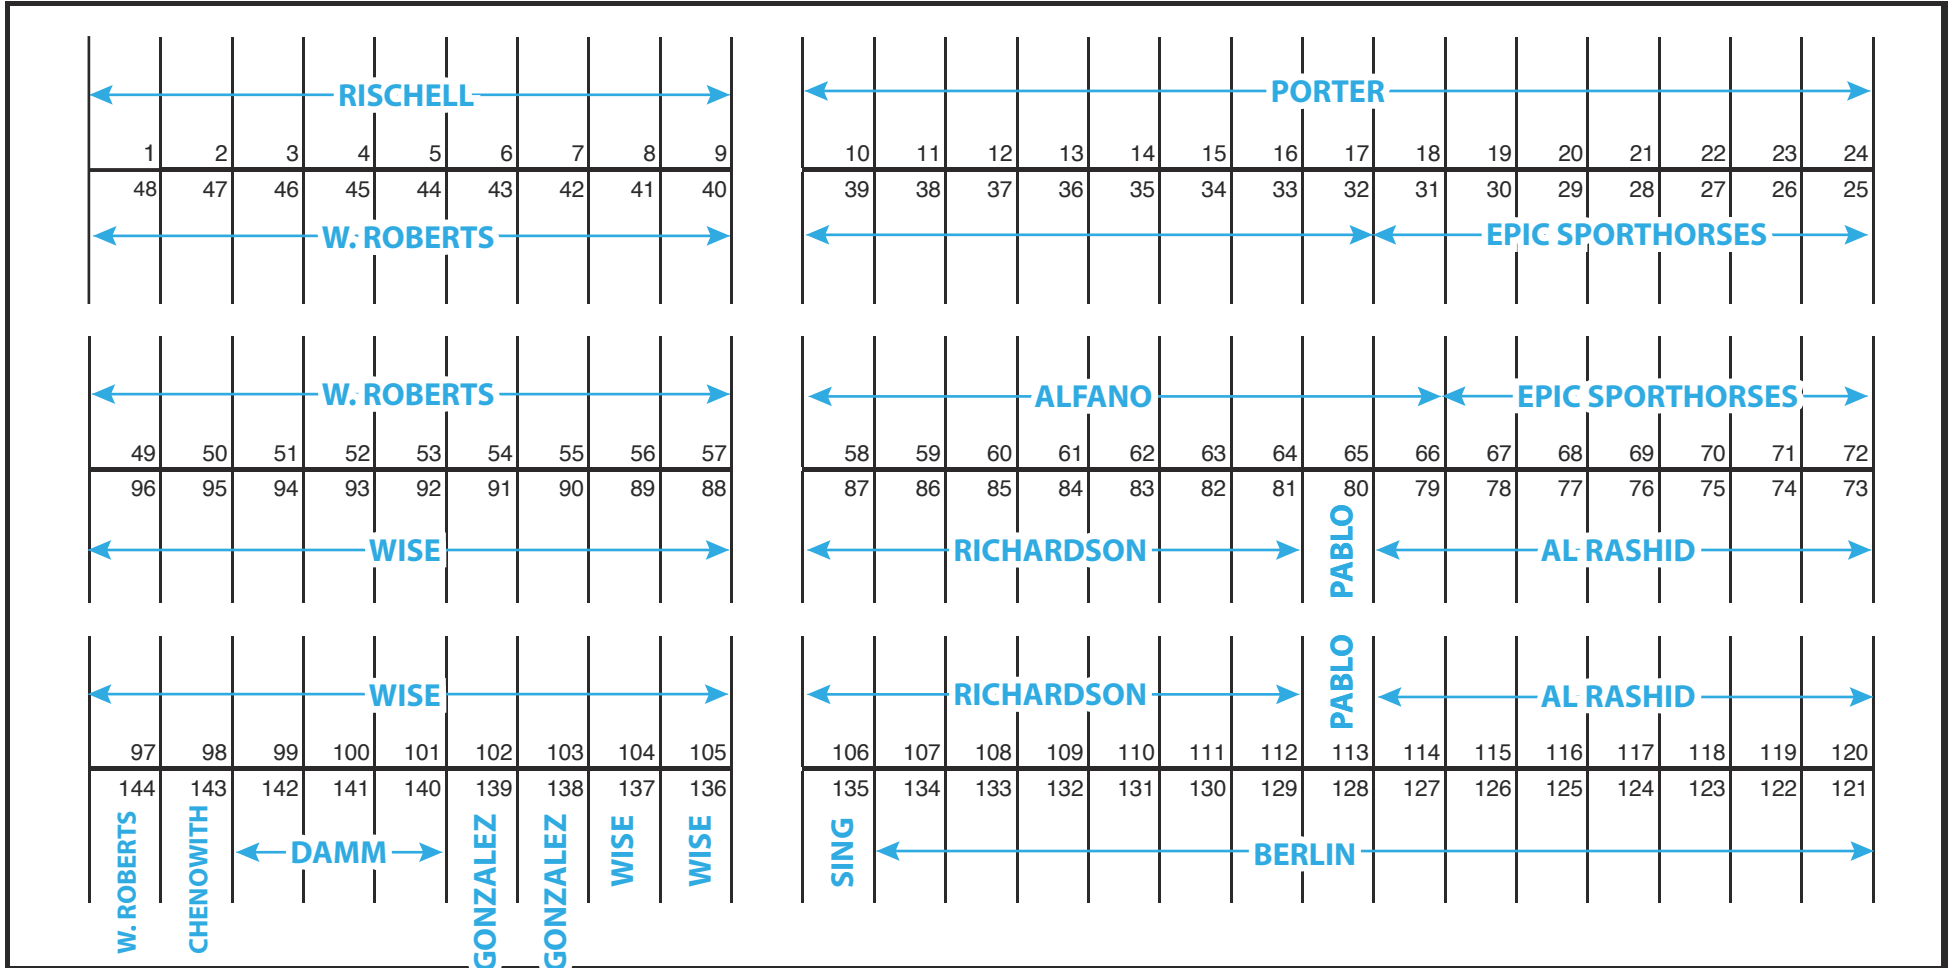 RISCHELL PORTER
1 2 3 4 5 6 7 8 9 10 11 12 13 14 15 16 17 18 19 20 21 22 23 24
48 47 46 45 44 43 42 41 40 39 38 37 36 35 34 33 32 31 30 29 28 27 26 25
W. ROBERTS EPIC SPORTHORSES
W. ROBERTS ALFANO EPIC SPORTHORSES
49 50 51 52 53 54 55 56 57 58 59 60 61 62 63 64 65 66 67 68 69 70 71 72
96 95 94 93 92 91 90 89 88 87 86 85 84 83 82 81 80 79 78 77 76 75 74 73
WISE RICHARDSON PABLO AL RASHID
WISE RICHARDSON PABLO AL RASHID
97 98 99 100 101 102 103 104 105 106 107 108 109 110 111 112 113 114 115 116 117 118 119 120
144 143 142 141 140 139 138 137 136 135 134 133 132 131 130 129 128 127 126 125 124 123 122 121
W. ROBERTS CHENOWITH DAMM GONZALEZ GONZALEZ WISE WISE SING BERLIN